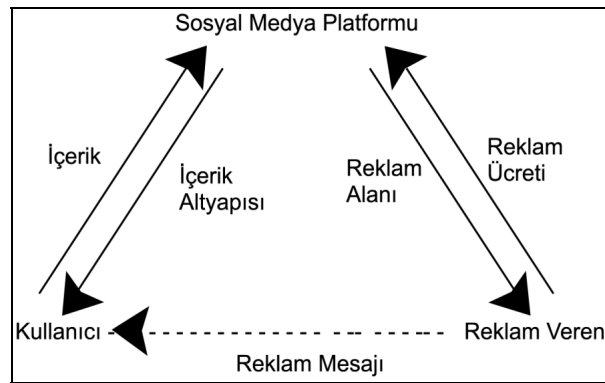 Sosyal Medya Platformu
İçerik
İçerik
Altyapısı
Reklam
Alanı
Reklam
Ücreti
Kullanıcı
Reklam Veren
Reklam Mesajı